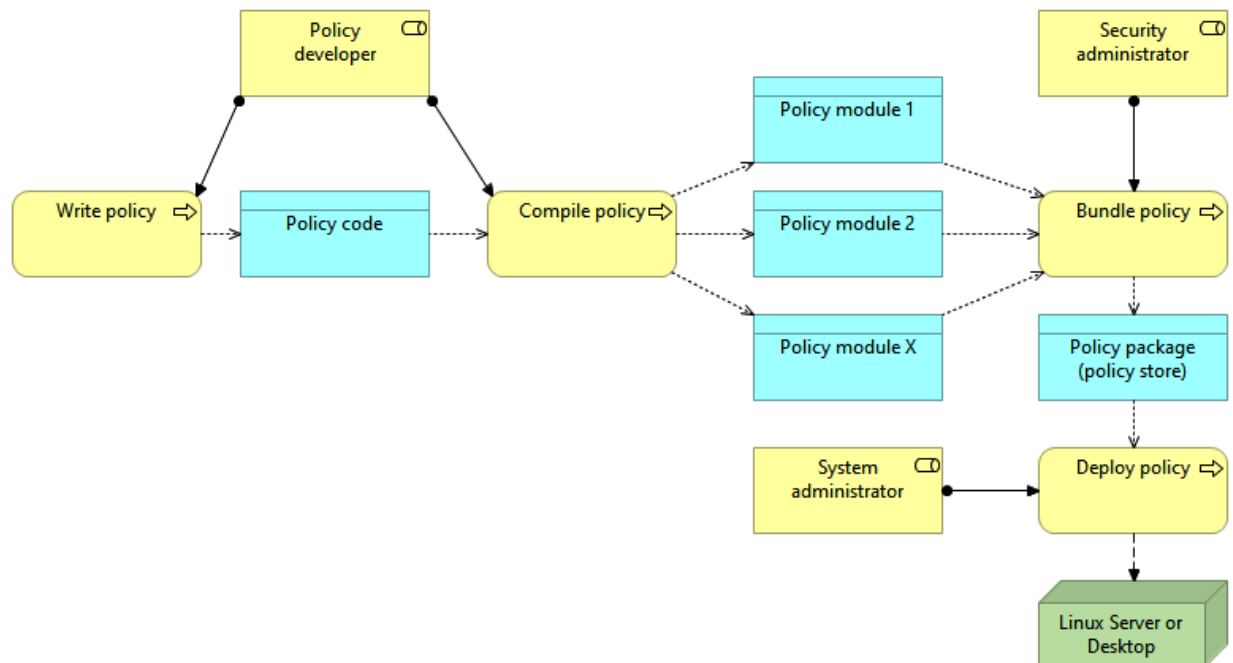 Policy
developer
Security
administrator
Policy module 1
Write policy
Policy code
Compile policy
Policy module 2
Bundle policy
Policy module X
Policy package
(policy store)
System
administrator
Deploy policy
Linux Server or
Desktop